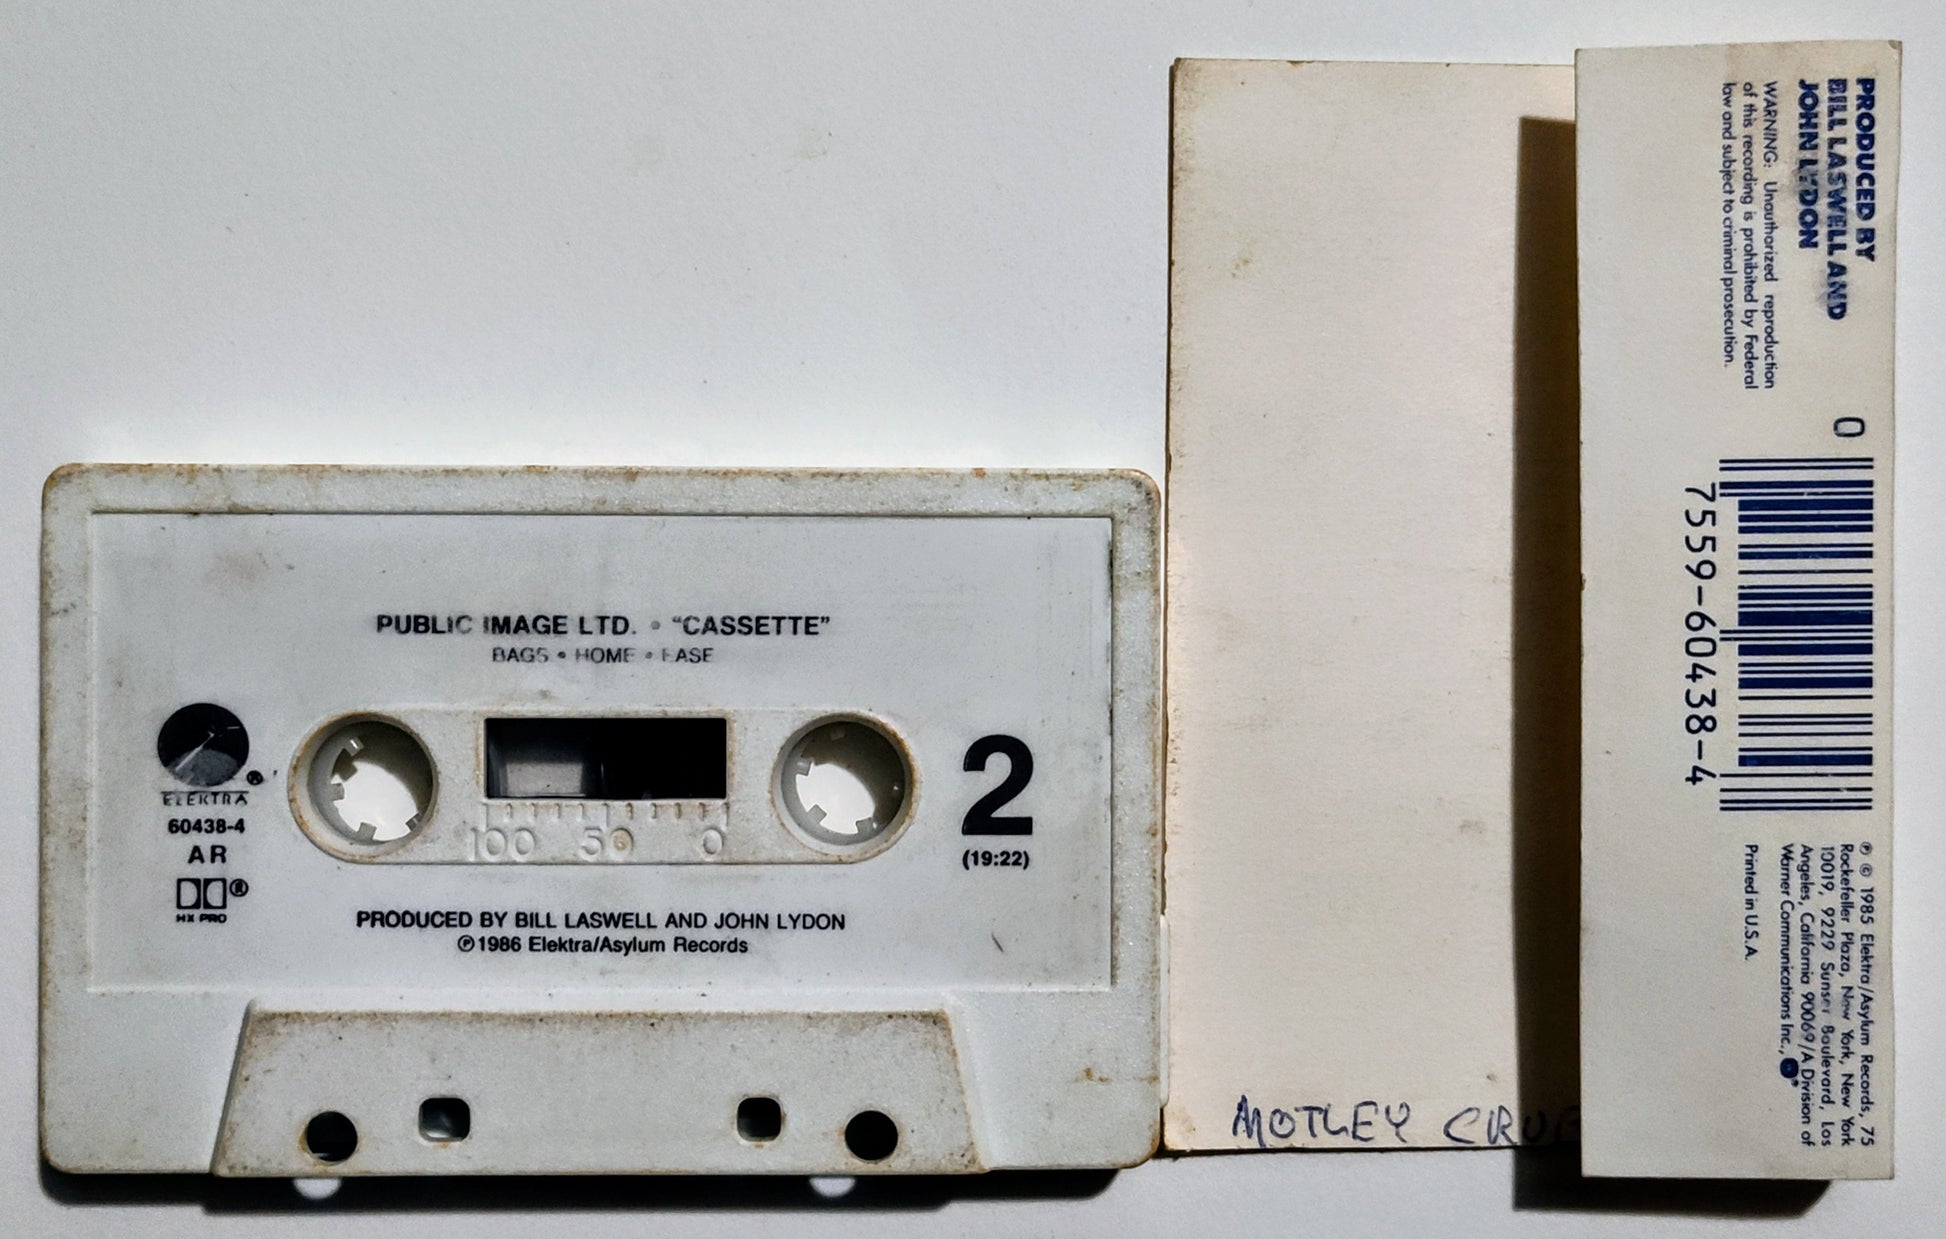 PUBLIC IMAGE LTD. • “CASSETTE”
BAGS • HOME • EASE
ELEKTRA®
60438-4
AR
®
HX PRO
100 50 0
2
(19:22)
PRODUCED BY BILL LASWELL AND JOHN LYDON
℗1986 Elektra/Asylum Records
MOTLEY CRUE
PRODUCED BY
BILL LASWELL AND
JOHN LYDON
WARNING: Unauthorized reproduction
of this recording is prohibited by Federal
law and subject to criminal prosecution.
0
7559-60438-4
℗ © 1985 Elektra/Asylum Records, 75
Rockefeller Plaza, New York, New York
10019, 9229 Sunset Boulevard, Los
Angeles, California 90069/A Division of
Warner Communications Inc.,
Printed in U.S.A.